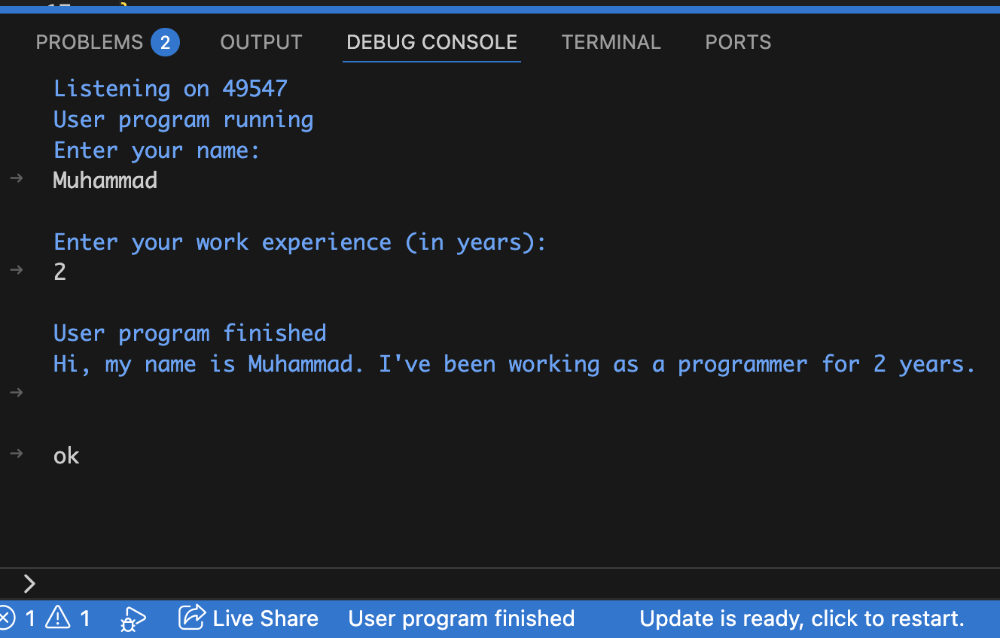 PROBLEMS 2 OUTPUT DEBUG CONSOLE TERMINAL PORTS
Listening on 49547
User program running
Enter your name:
→ Muhammad
Enter your work experience (in years):
→ 2
User program finished
Hi, my name is Muhammad. I've been working as a programmer for 2 years.
→
→ ok
>
1 1 Live Share User program finished Update is ready, click to restart.